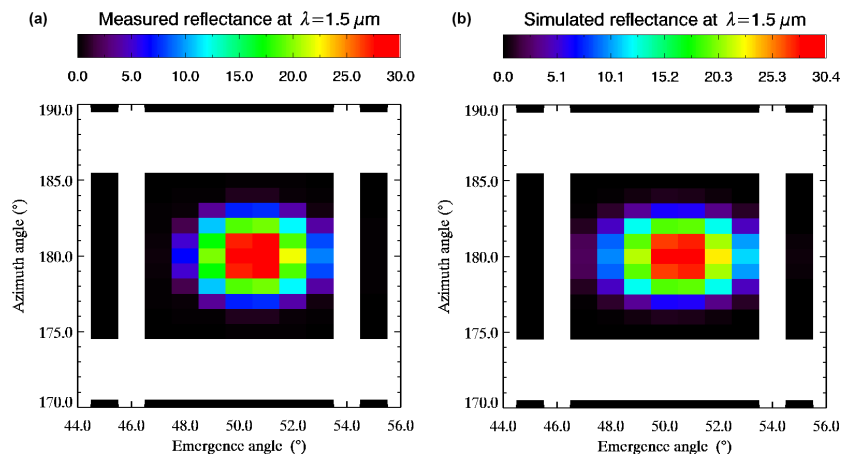 (a) Measured reflectance at λ=1.5 μm
0.0 5.0 10.0 15.0 20.0 25.0 30.0
190.0
185.0
180.0
175.0
170.0
Azimuth angle (°)
44.0 46.0 48.0 50.0 52.0 54.0 56.0
Emergence angle (°)
(b) Simulated reflectance at λ=1.5 μm
0.0 5.1 10.1 15.2 20.3 25.3 30.4
190.0
185.0
180.0
175.0
170.0
Azimuth angle (°)
44.0 46.0 48.0 50.0 52.0 54.0 56.0
Emergence angle (°)